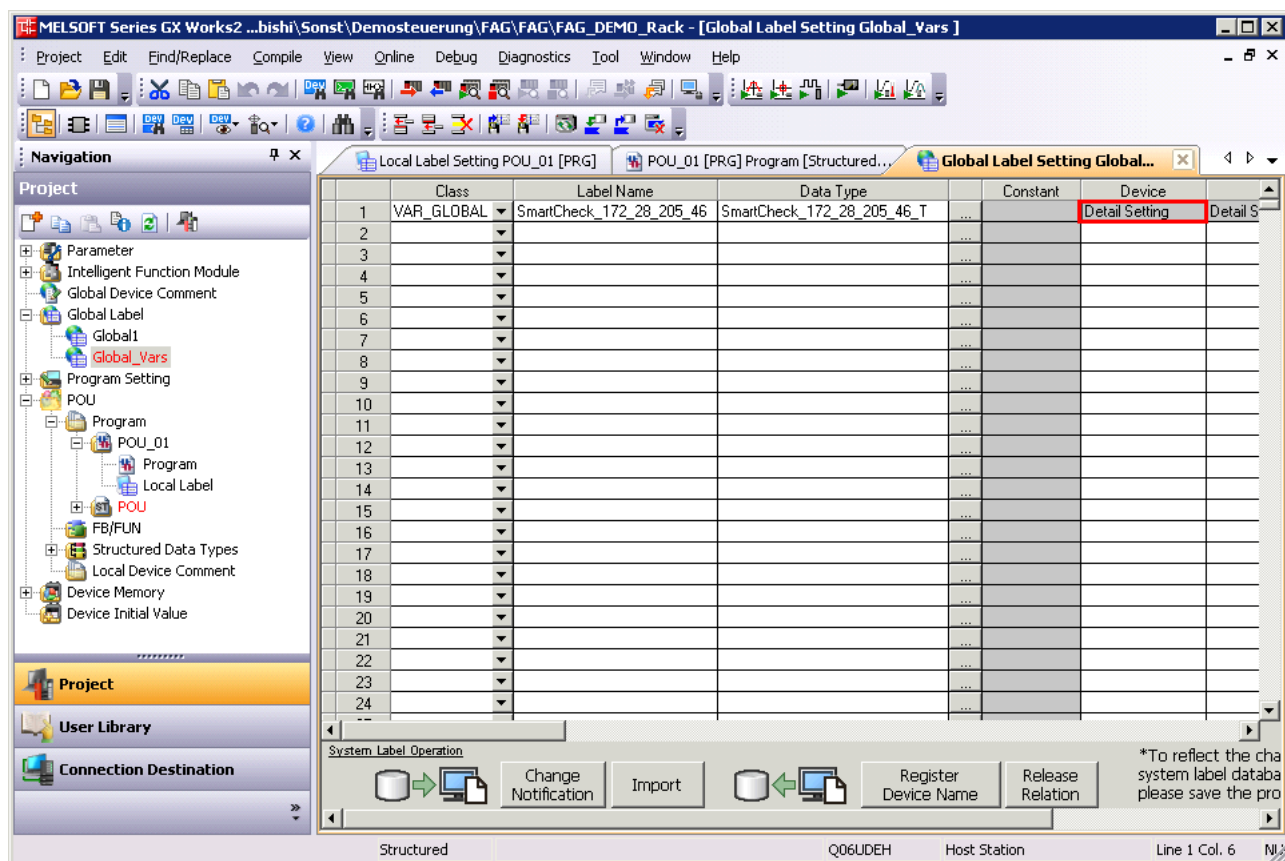 MELSOFT Series GX Works2 ...bishi\Sonst\Demosteuerung\FAG\FAG\FAG_DEMO_Rack - [Global Label Setting Global_Vars ]
Project Edit Find/Replace Compile View Online Debug Diagnostics Tool Window Help
Navigation
Project
Parameter
Intelligent Function Module
Global Device Comment
Global Label
Global1
Global_Vars
Program Setting
POU
Program
POU_01
Program
Local Label
POU
FB/FUN
Structured Data Types
Local Device Comment
Device Memory
Device Initial Value
Project
User Library
Connection Destination
Local Label Setting POU_01 [PRG] POU_01 [PRG] Program [Structured... Global Label Setting Global...
Class Label Name Data Type Constant Device
1 VAR_GLOBAL SmartCheck_172_28_205_46 SmartCheck_172_28_205_46_T ... Detail Setting Detail S
2 ...
3 ...
4 ...
5 ...
6 ...
7 ...
8 ...
9 ...
10 ...
11 ...
12 ...
13 ...
14 ...
15 ...
16 ...
17 ...
18 ...
19 ...
20 ...
21 ...
22 ...
23 ...
24 ...
System Label Operation
Change Notification
Import
Register Device Name
Release Relation
*To reflect the cha
system label databa
please save the pro
Structured Q06UDEH Host Station Line 1 Col. 6